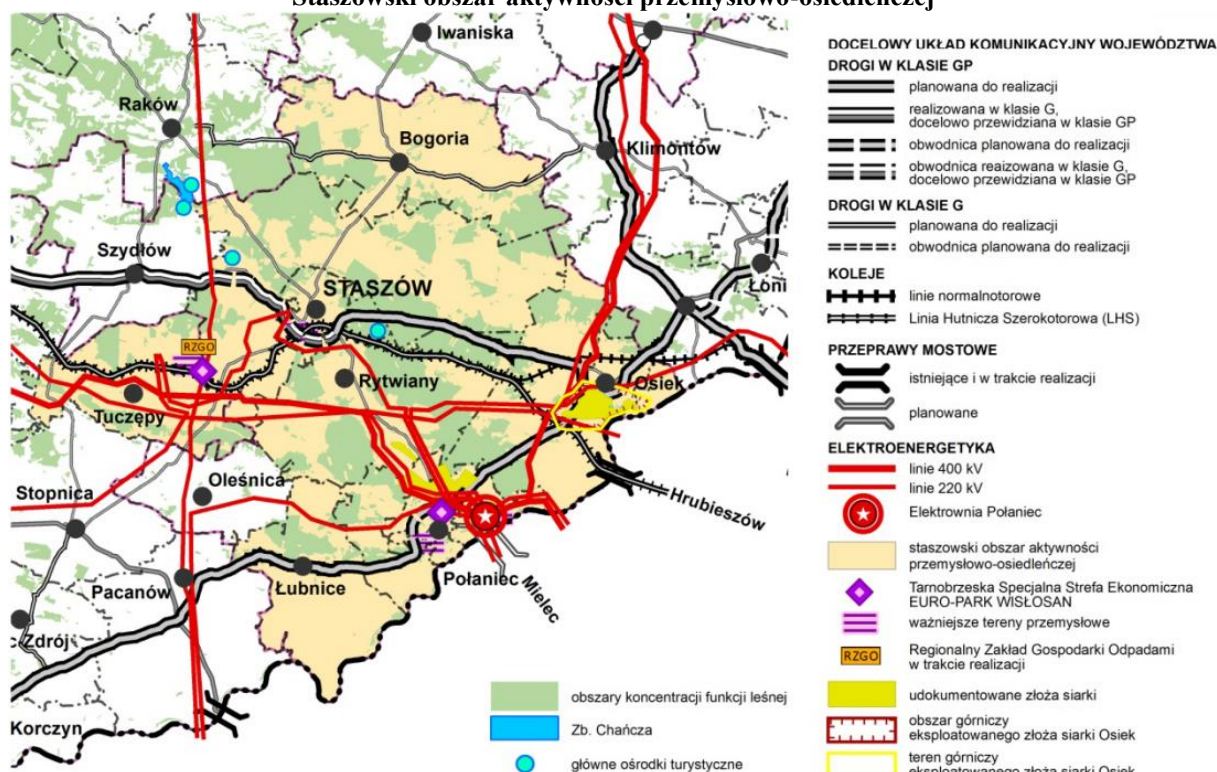 Staszowski obszar aktywności przemysłowo-osiedleńczej
Iwaniska
Raków
Bogoria
Klimontów
Szydłów
STASZÓW
Łoni
RZGO
Rytwiany
Osiek
Tuczępy
Oleśnica
Stopnica
Hrubieszów
Połaniec
Łubnice
Mielec
Pacanów
c Zdrój
Korczyn
obszary koncentracji funkcji leśnej
Zb. Chańcza
główne ośrodki turystyczne
DOCELOWY UKŁAD KOMUNIKACYJNY WOJEWÓDZTWA
DROGI W KLASIE GP
planowana do realizacji
realizowana w klasie G,
docelowo przewidziana w klasie GP
obwodnica planowana do realizacji
obwodnica reaizowana w klasie G,
docelowo przewidziana w klasie GP
DROGI W KLASIE G
planowana do realizacji
obwodnica planowana do realizacji
KOLEJE
linie normalnotorowe
Linia Hutnicza Szerokotorowa (LHS)
PRZEPRAWY MOSTOWE
istniejące i w trakcie realizacji
planowane
ELEKTROENERGETYKA
linie 400 kV
linie 220 kV
Elektrownia Połaniec
staszowski obszar aktywności
przemysłowo-osiedleńczej
Tarnobrzeska Specjalna Strefa Ekonomiczna
EURO-PARK WISŁOSAN
ważniejsze tereny przemysłowe
RZGO
Regionalny Zakład Gospodarki Odpadami
w trakcie realizacji
udokumentowane złoża siarki
obszar górniczy
eksploatowanego złoża siarki Osiek
teren górniczy
eksploatowanego złoża siarki Osiek